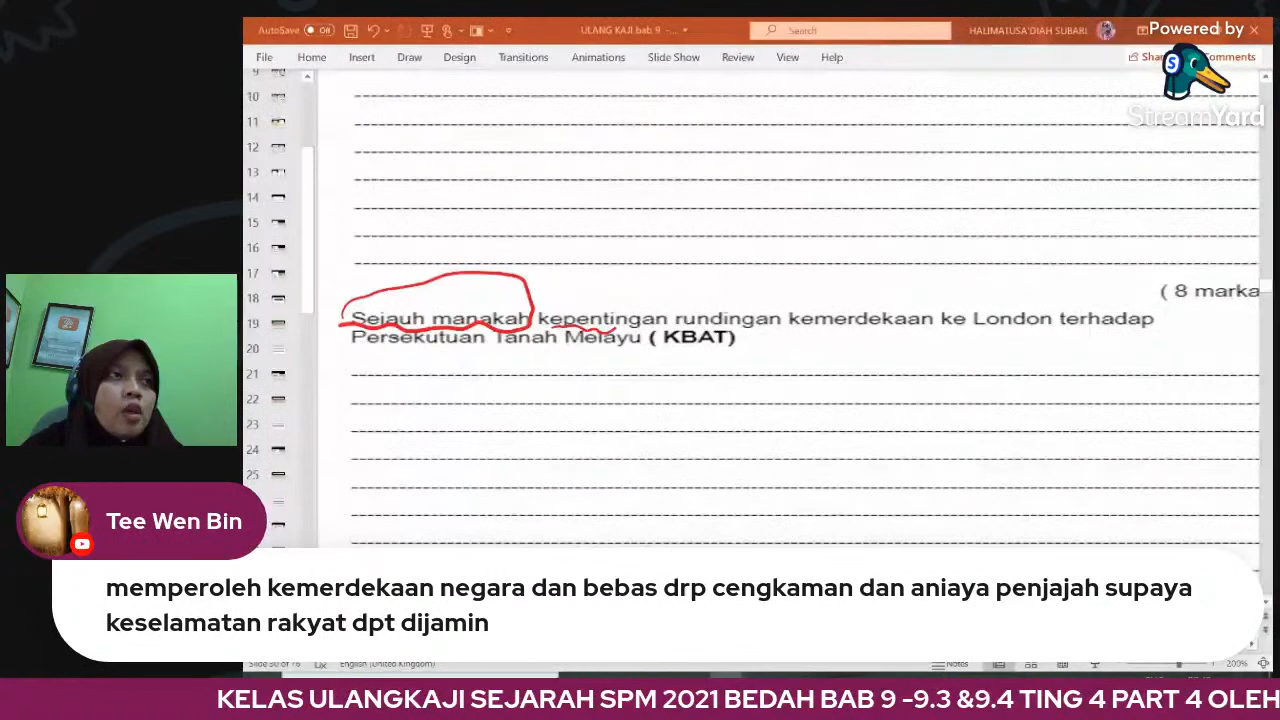 AutoSave Off
ULANG KAJI bab 9 -...
Search
HALIMATUSA'DIAH SUBARI
Powered by
File Home Insert Draw Design Transitions Animations Slide Show Review View Help
Comments
StreamYard
9
10
11
12
13
14
15
16
17
18
19
20
21
22
23
24
25
( 8 marka
Sejauh manakah kepentingan rundingan kemerdekaan ke London terhadap
Persekutuan Tanah Melayu ( KBAT)
Tee Wen Bin
memperoleh kemerdekaan negara dan bebas drp cengkaman dan aniaya penjajah supaya
keselamatan rakyat dpt dijamin
English (United Kingdom)
Notes
200%
KELAS ULANGKAJI SEJARAH SPM 2021 BEDAH BAB 9 -9.3 &9.4 TING 4 PART 4 OLEH